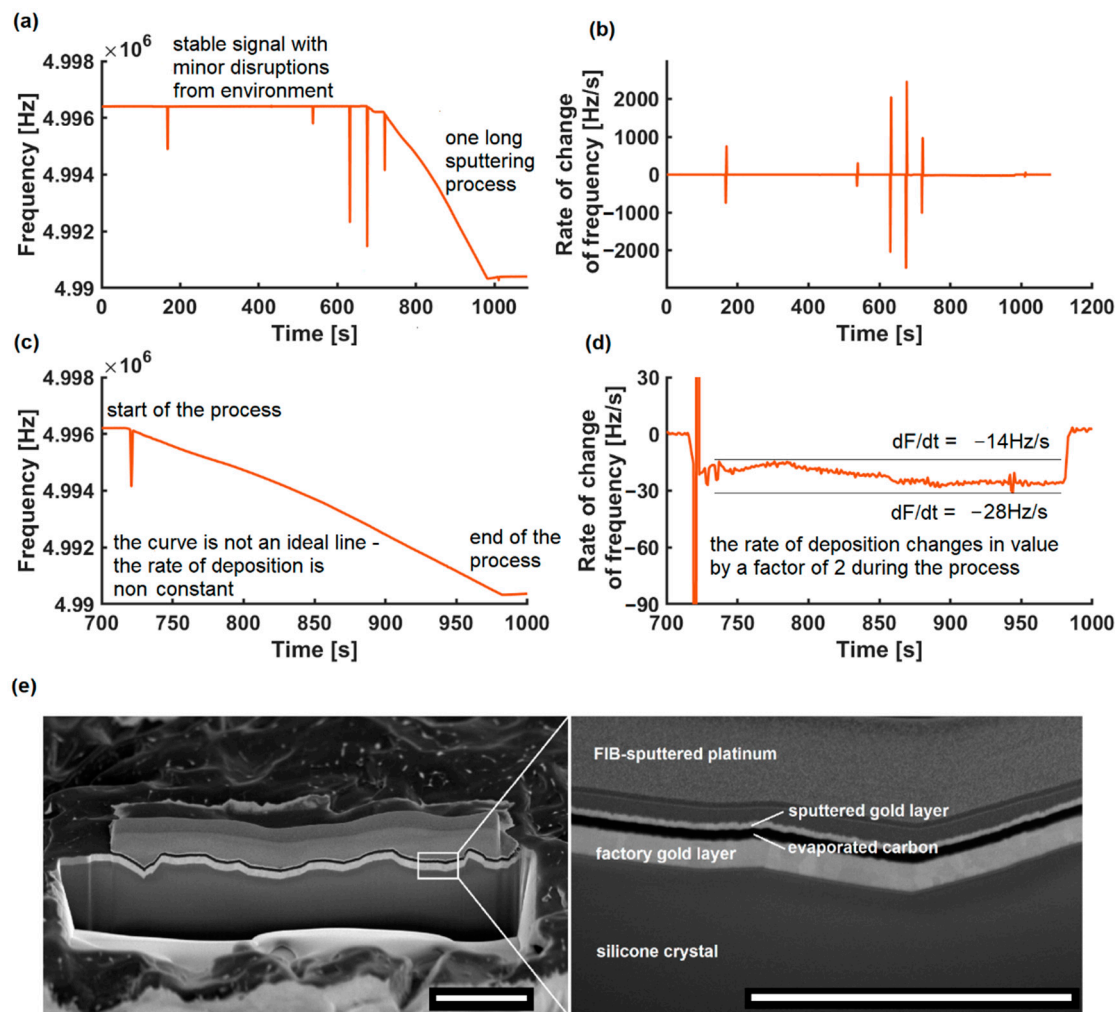 (a)
×10⁶
stable signal with
minor disruptions
from environment
one long
sputtering
process
4.998
4.996
4.994
4.992
4.99
Frequency [Hz]
0 200 400 600 800 1000
Time [s]
(b)
2000
1000
0
−1000
−2000
Rate of change
of frequency [Hz/s]
0 200 400 600 800 1000 1200
Time [s]
(c)
×10⁶
start of the process
4.998
4.996
4.994
4.992
4.99
Frequency [Hz]
the curve is not an ideal line -
the rate of deposition is
non constant
end of the
process
700 750 800 850 900 950 1000
Time [s]
(d)
30
0
−30
−60
−90
Rate of change
of frequency [Hz/s]
dF/dt = −14Hz/s
dF/dt = −28Hz/s
the rate of deposition changes in value
by a factor of 2 during the process
700 750 800 850 900 950 1000
Time [s]
(e)
FIB-sputtered platinum
sputtered gold layer
evaporated carbon
factory gold layer
silicone crystal